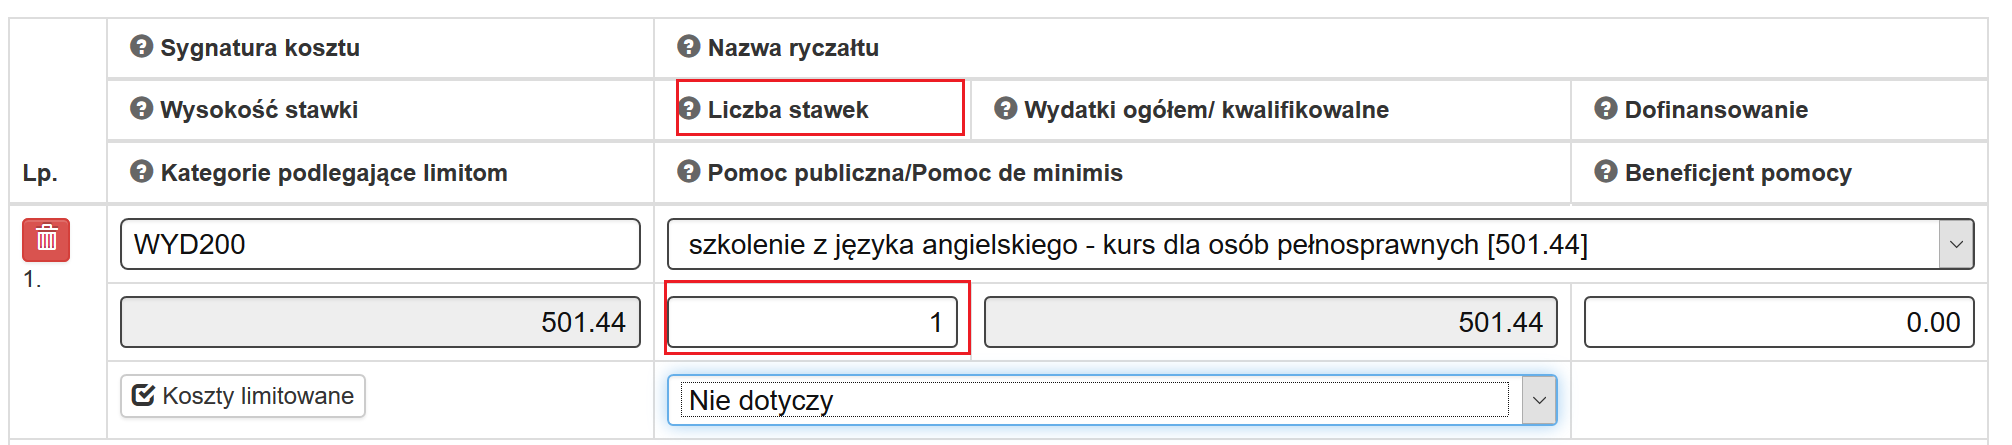 Sygnatura kosztu
Nazwa ryczałtu
Wysokość stawki
Liczba stawek
Wydatki ogółem/ kwalifikowalne
Dofinansowanie
Lp.
Kategorie podlegające limitom
Pomoc publiczna/Pomoc de minimis
Beneficjent pomocy
WYD200
szkolenie z języka angielskiego - kurs dla osób pełnosprawnych [501.44]
1.
501.44
1
501.44
0.00
Koszty limitowane
Nie dotyczy